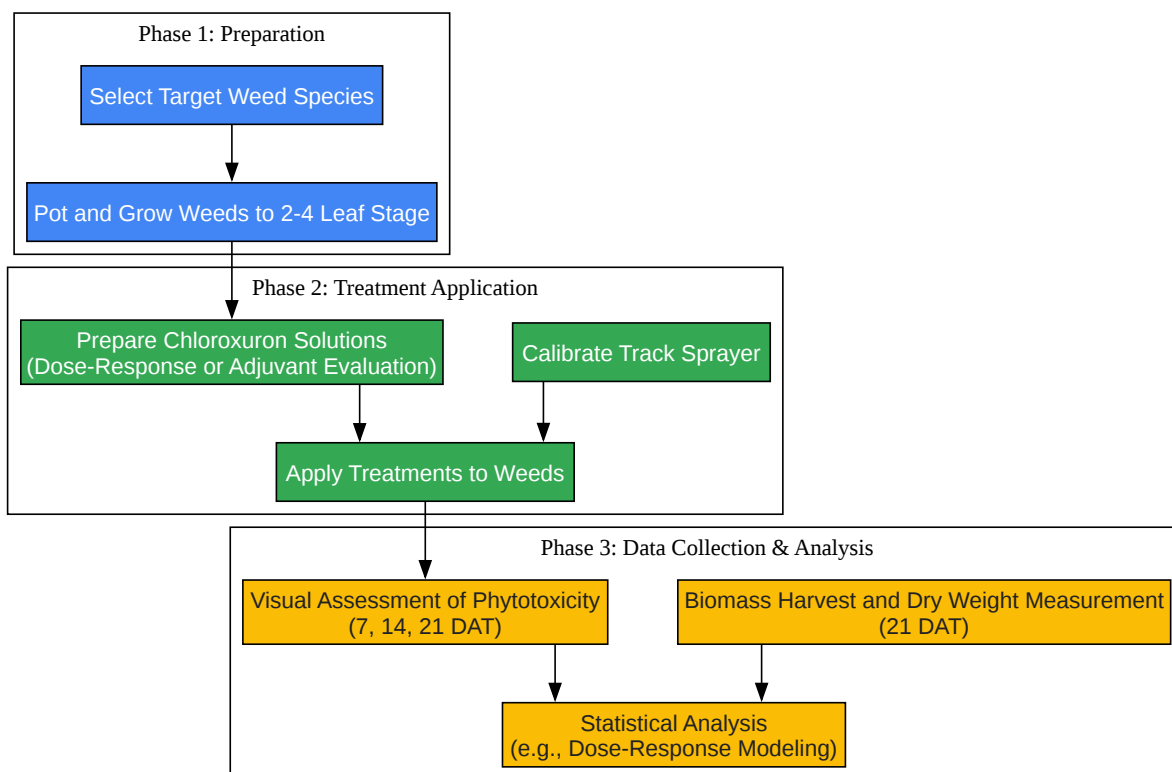 Phase 1: Preparation
Select Target Weed Species
Pot and Grow Weeds to 2-4 Leaf Stage
Phase 2: Treatment Application
Prepare Chloroxuron Solutions
(Dose-Response or Adjuvant Evaluation)
Calibrate Track Sprayer
Apply Treatments to Weeds
Phase 3: Data Collection & Analysis
Visual Assessment of Phytotoxicity
(7, 14, 21 DAT)
Biomass Harvest and Dry Weight Measurement
(21 DAT)
Statistical Analysis
(e.g., Dose-Response Modeling)